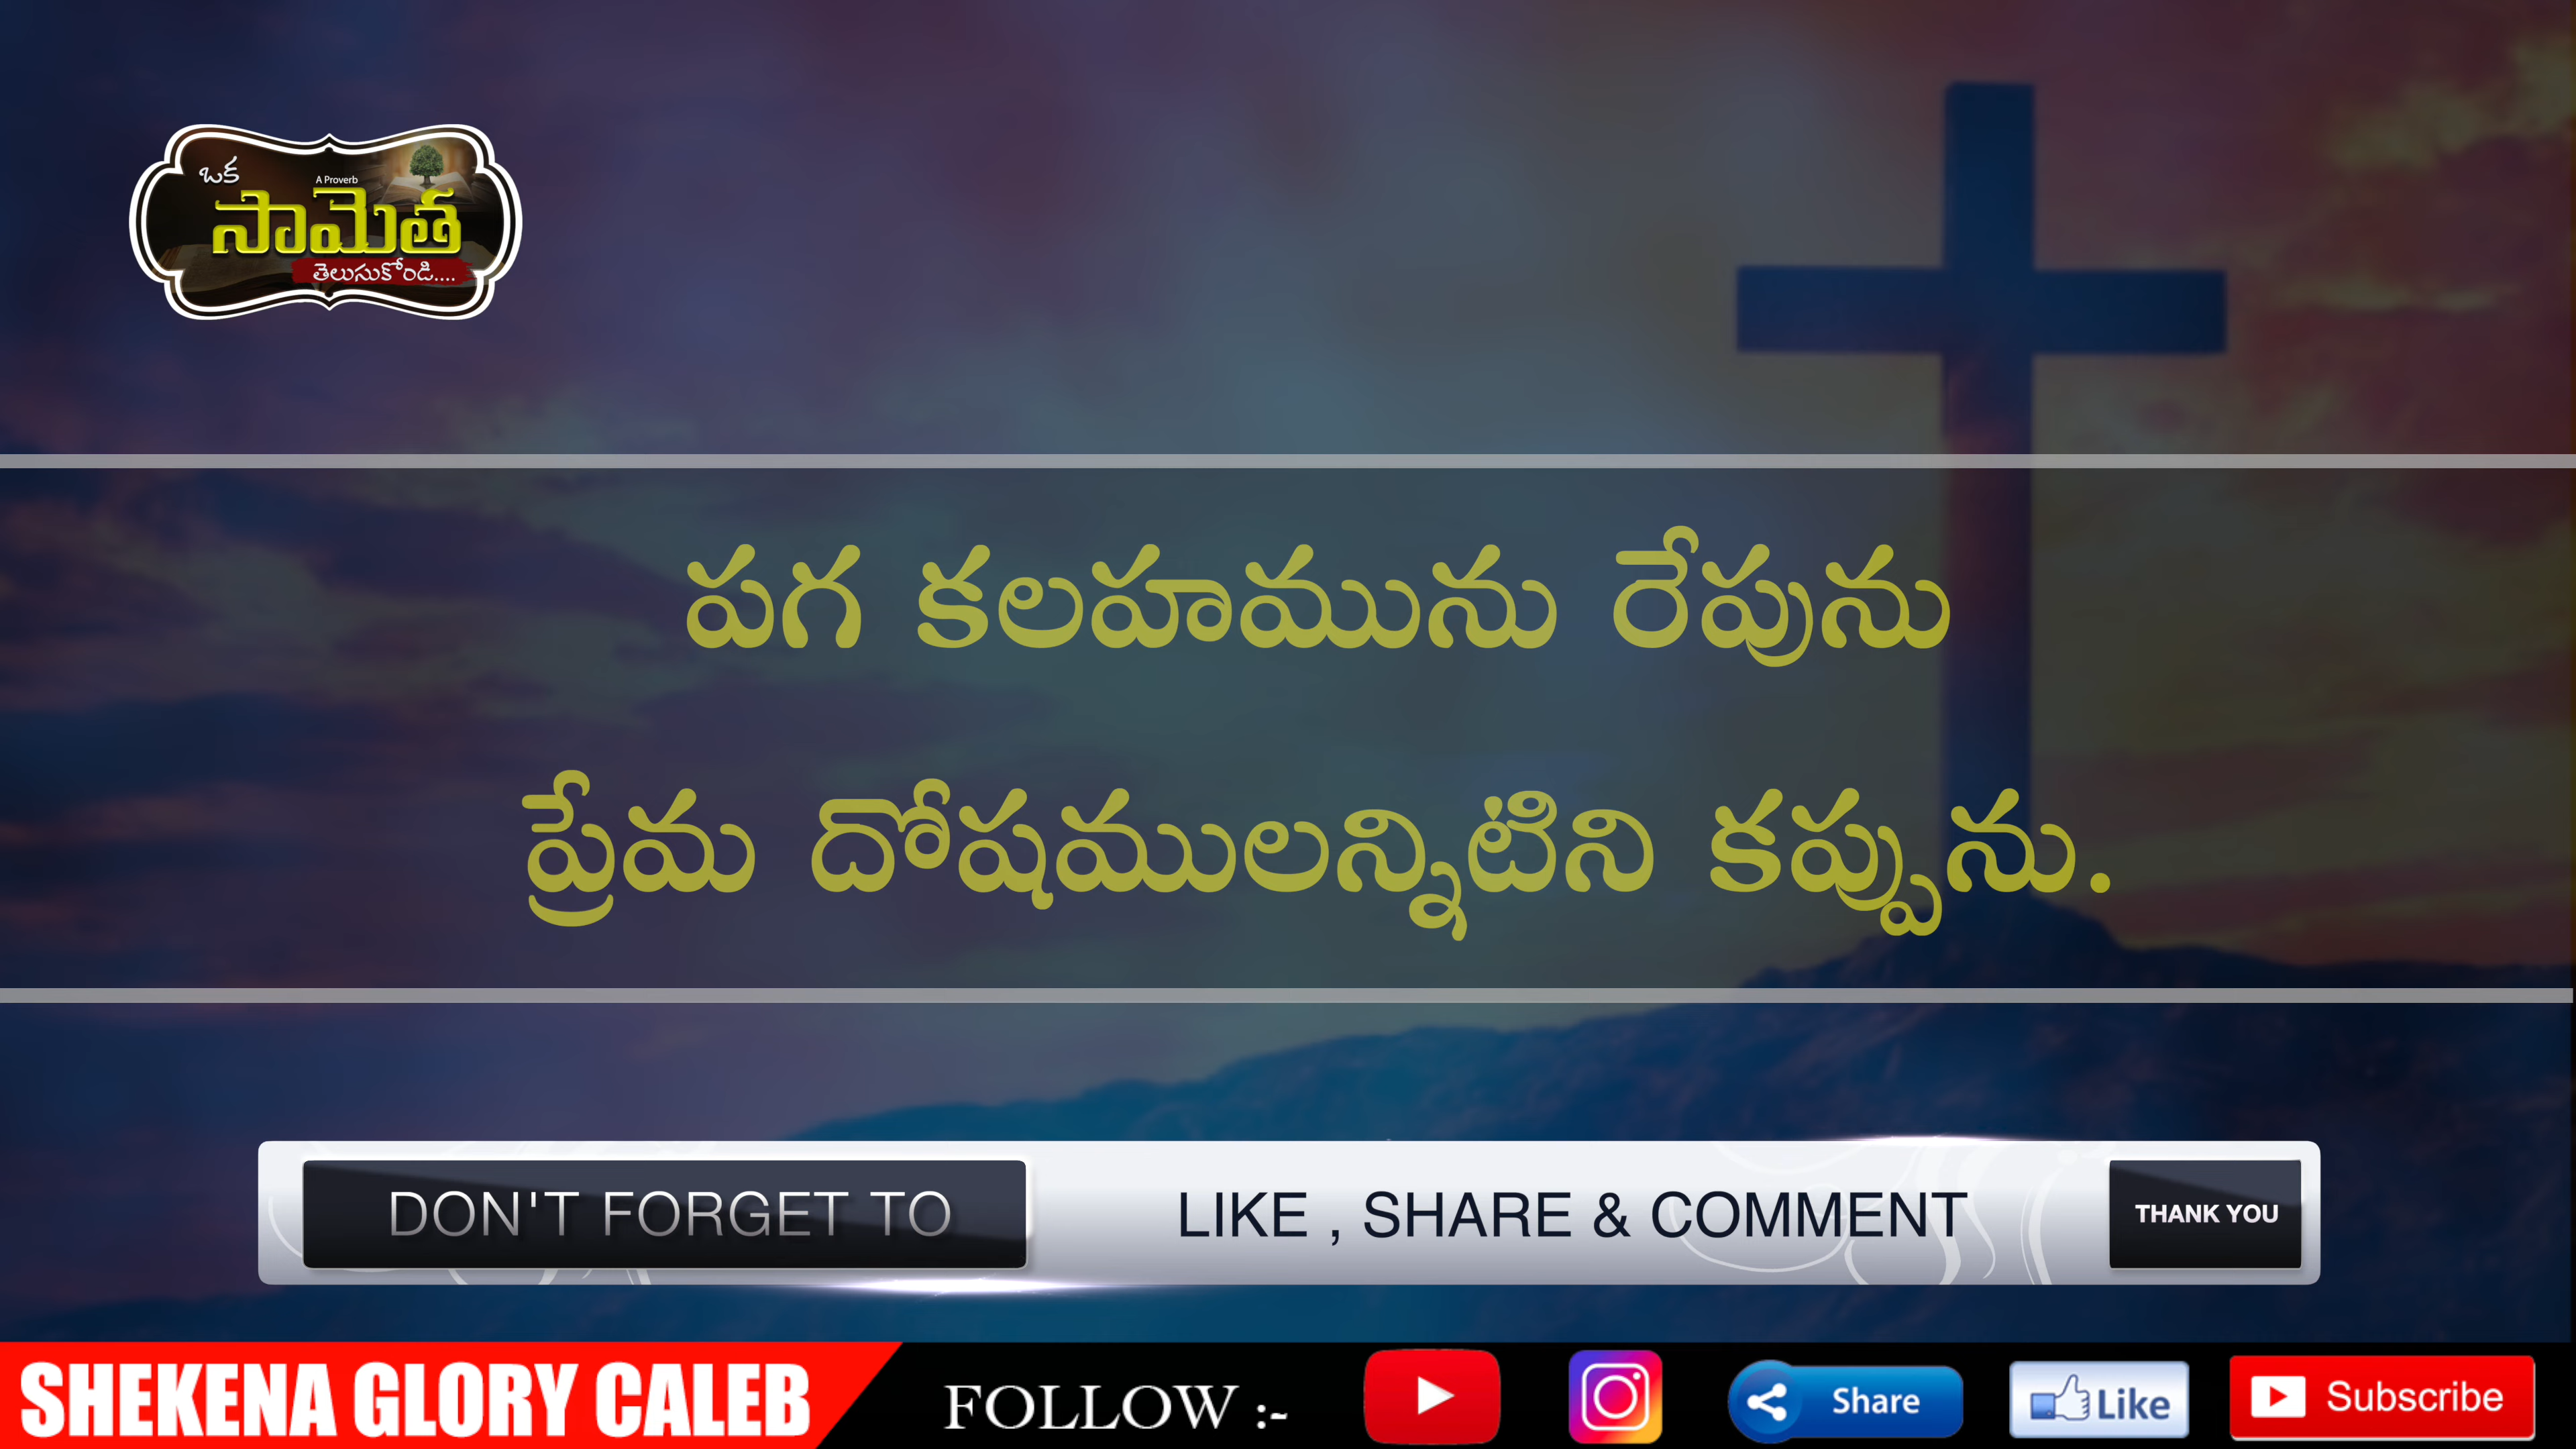 ఒక
A Proverb
సామెత
తెలుసుకోండి....
పగ కలహమును రేపును
ప్రేమ దోషములన్నిటిని కప్పును.
DON'T FORGET TO LIKE , SHARE & COMMENT THANK YOU
SHEKENA GLORY CALEB FOLLOW :- Share Like Subscribe